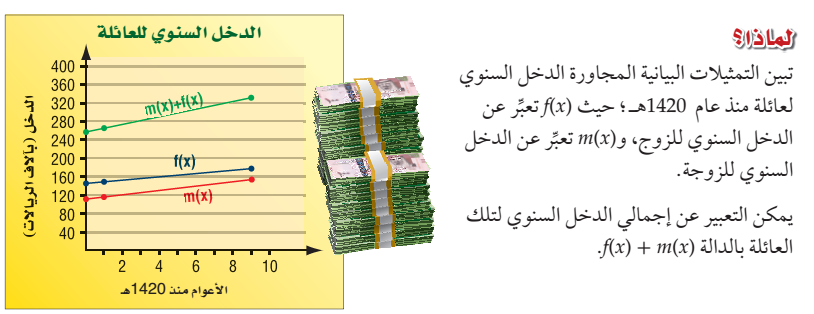 لماذا؟
تبين التمثيلات البيانية المجاورة الدخل السنوي
لعائلة منذ عام 1420هـ؛ حيث f(x) تعبِّر عن
الدخل السنوي للزوج، و m(x) تعبِّر عن الدخل
السنوي للزوجة.
يمكن التعبير عن إجمالي الدخل السنوي لتلك
العائلة بالدالة f(x) + m(x).
الدخل السنوي للعائلة
الدخل (بآلاف الريالات)
400
360
320
280
240
200
160
120
80
40
m(x)+f(x)
f(x)
m(x)
2 4 6 8 10
الأعوام منذ 1420هـ